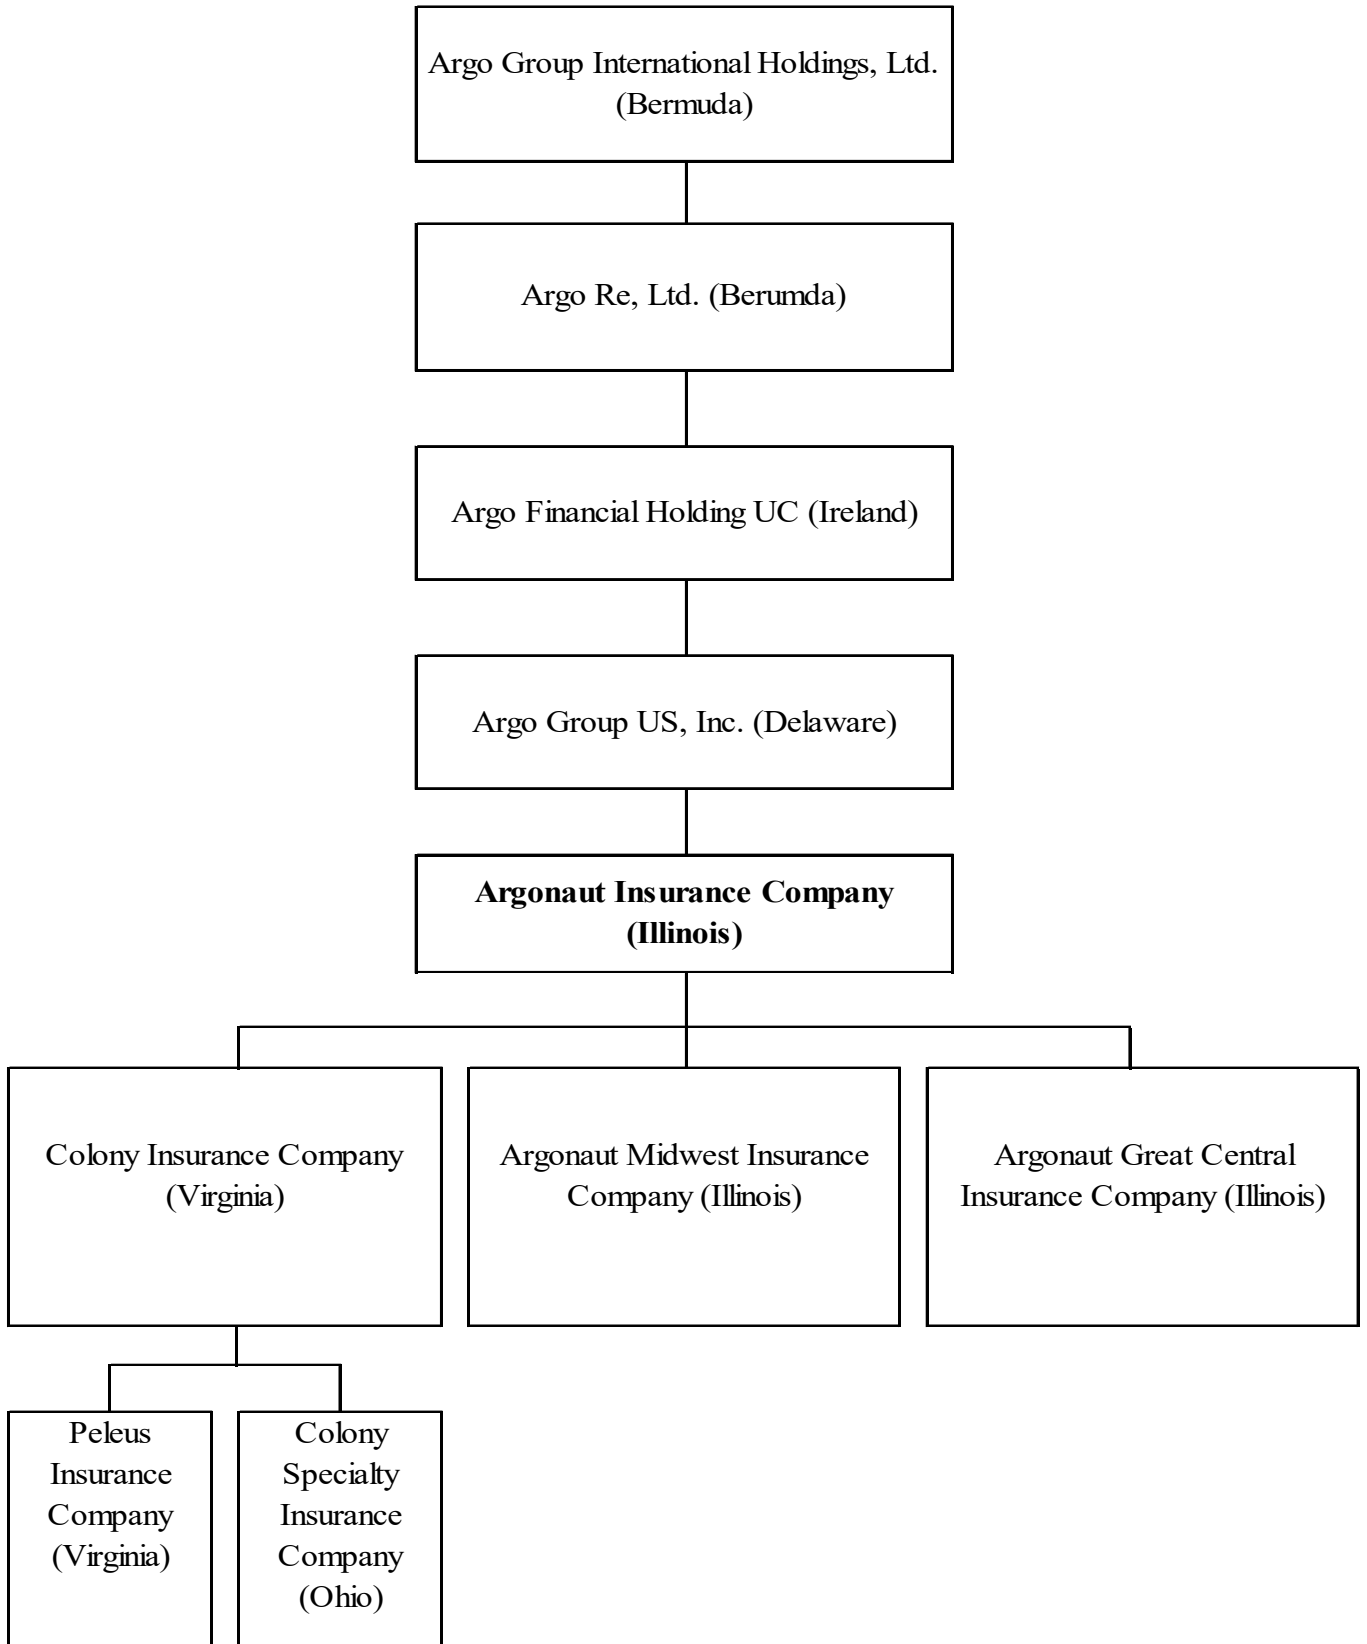 Argo Group International Holdings, Ltd.
(Bermuda)
Argo Re, Ltd. (Berumda)
Argo Financial Holding UC (Ireland)
Argo Group US, Inc. (Delaware)
Argonaut Insurance Company
(Illinois)
Colony Insurance Company
(Virginia)
Argonaut Midwest Insurance
Company (Illinois)
Argonaut Great Central
Insurance Company (Illinois)
Peleus
Insurance
Company
(Virginia)
Colony
Specialty
Insurance
Company
(Ohio)